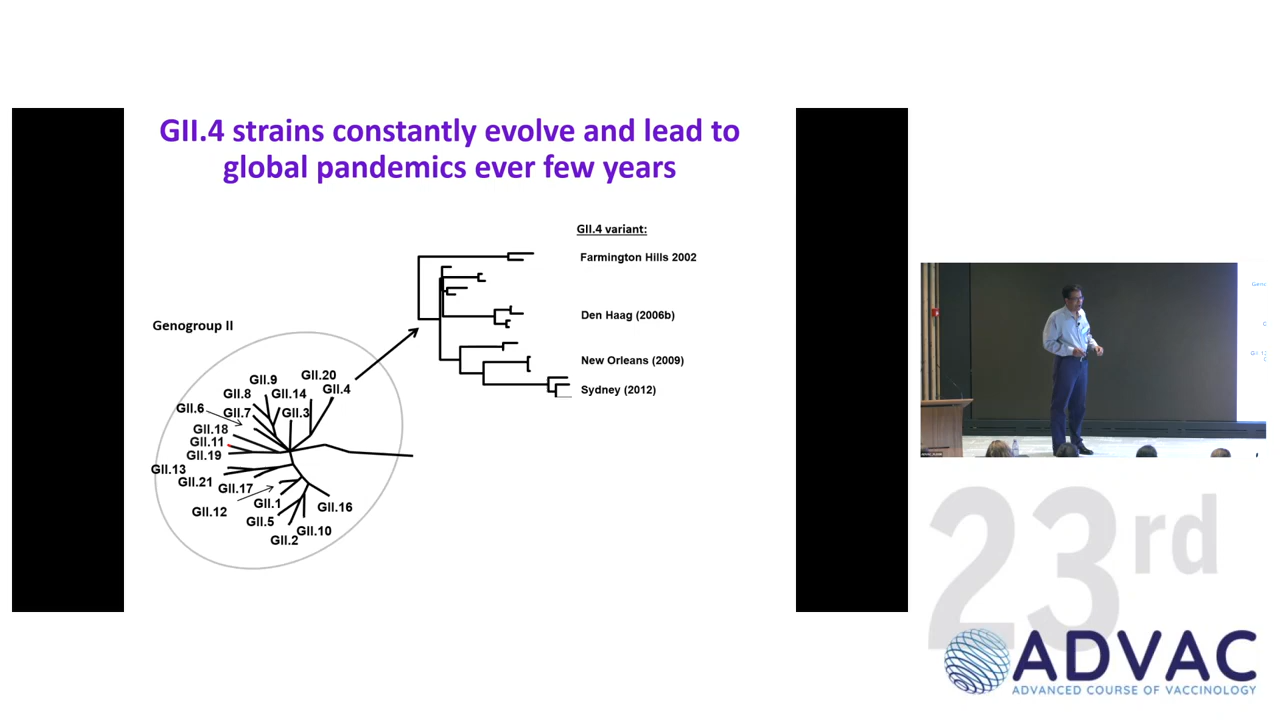 GII.4 strains constantly evolve and lead to
global pandemics ever few years
GII.4 variant:
Farmington Hills 2002
Den Haag (2006b)
New Orleans (2009)
Sydney (2012)
Genogroup II
GII.20
GII.9
GII.4
GII.8
GII.14
GII.6
GII.7
GII.3
GII.18
GII.11
GII.19
GII.13
GII.21
GII.17
GII.1
GII.16
GII.12
GII.5
GII.10
GII.2
23rd
ADVAC
ADVANCED COURSE OF VACCINOLOGY